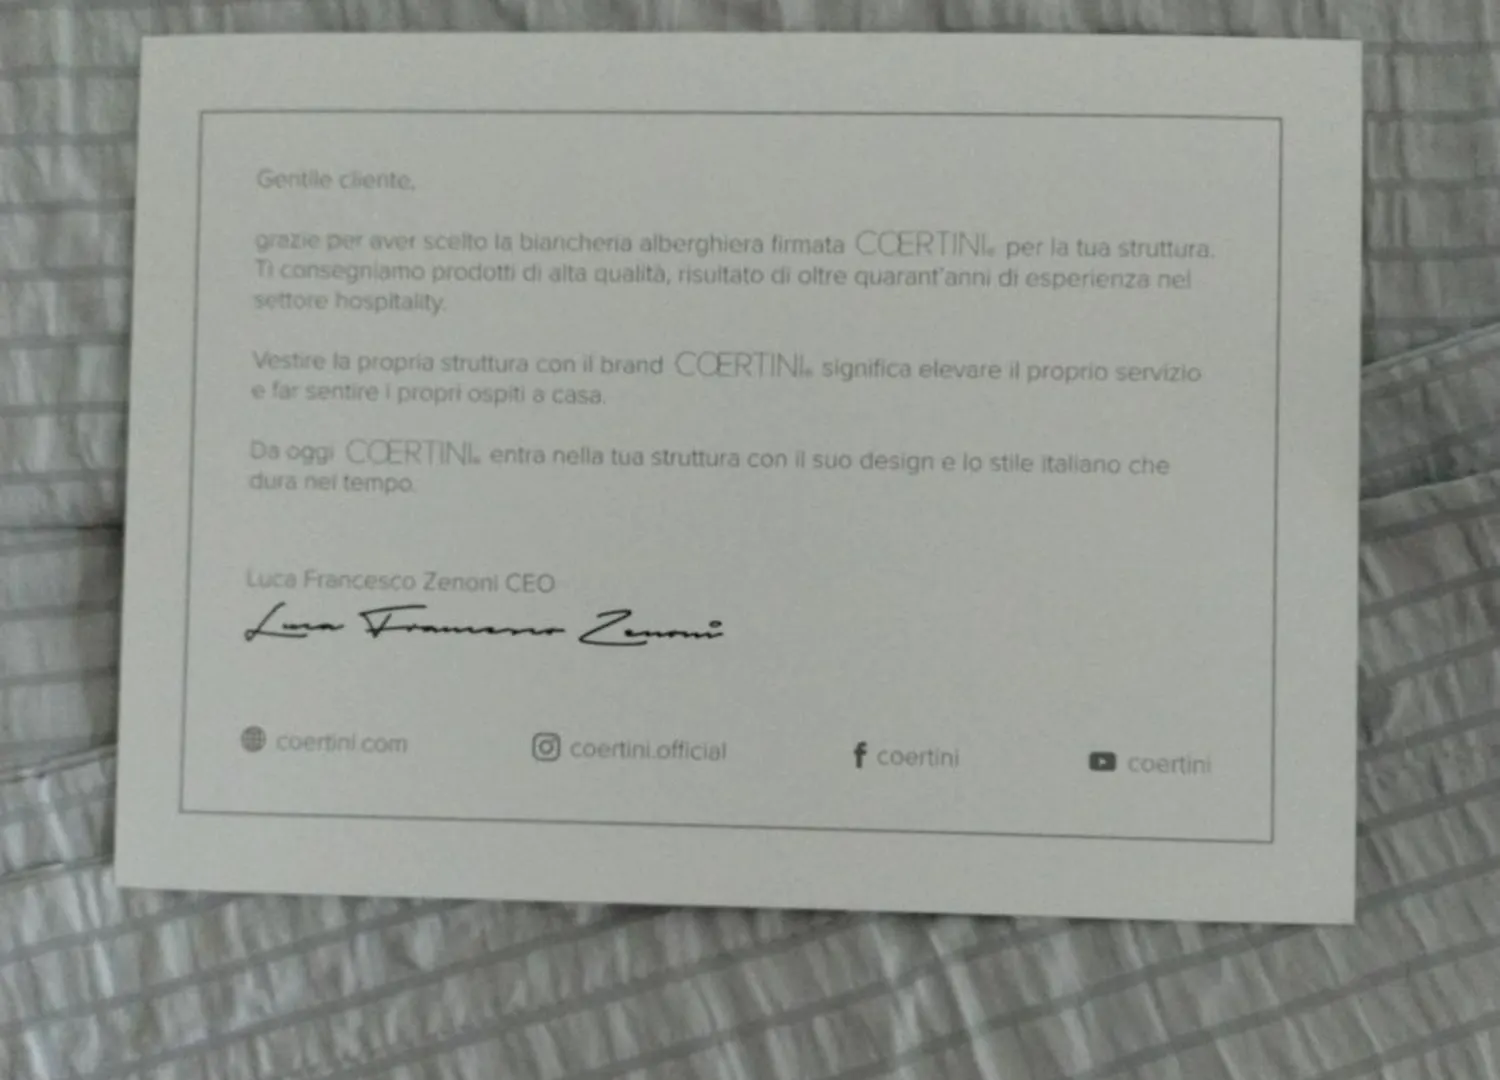 Gentile cliente,
grazie per aver scelto la biancheria alberghiera firmata COERTINI® per la tua struttura.
Ti consegniamo prodotti di alta qualità, risultato di oltre quarant'anni di esperienza nel
settore hospitality.
Vestire la propria struttura con il brand COERTINI® significa elevare il proprio servizio
e far sentire i propri ospiti a casa.
Da oggi COERTINI® entra nella tua struttura con il suo design e lo stile italiano che
dura nel tempo.
Luca Francesco Zenoni CEO
Luca Francesco Zenoni
coertini.com
coertini.official
coertini
coertini